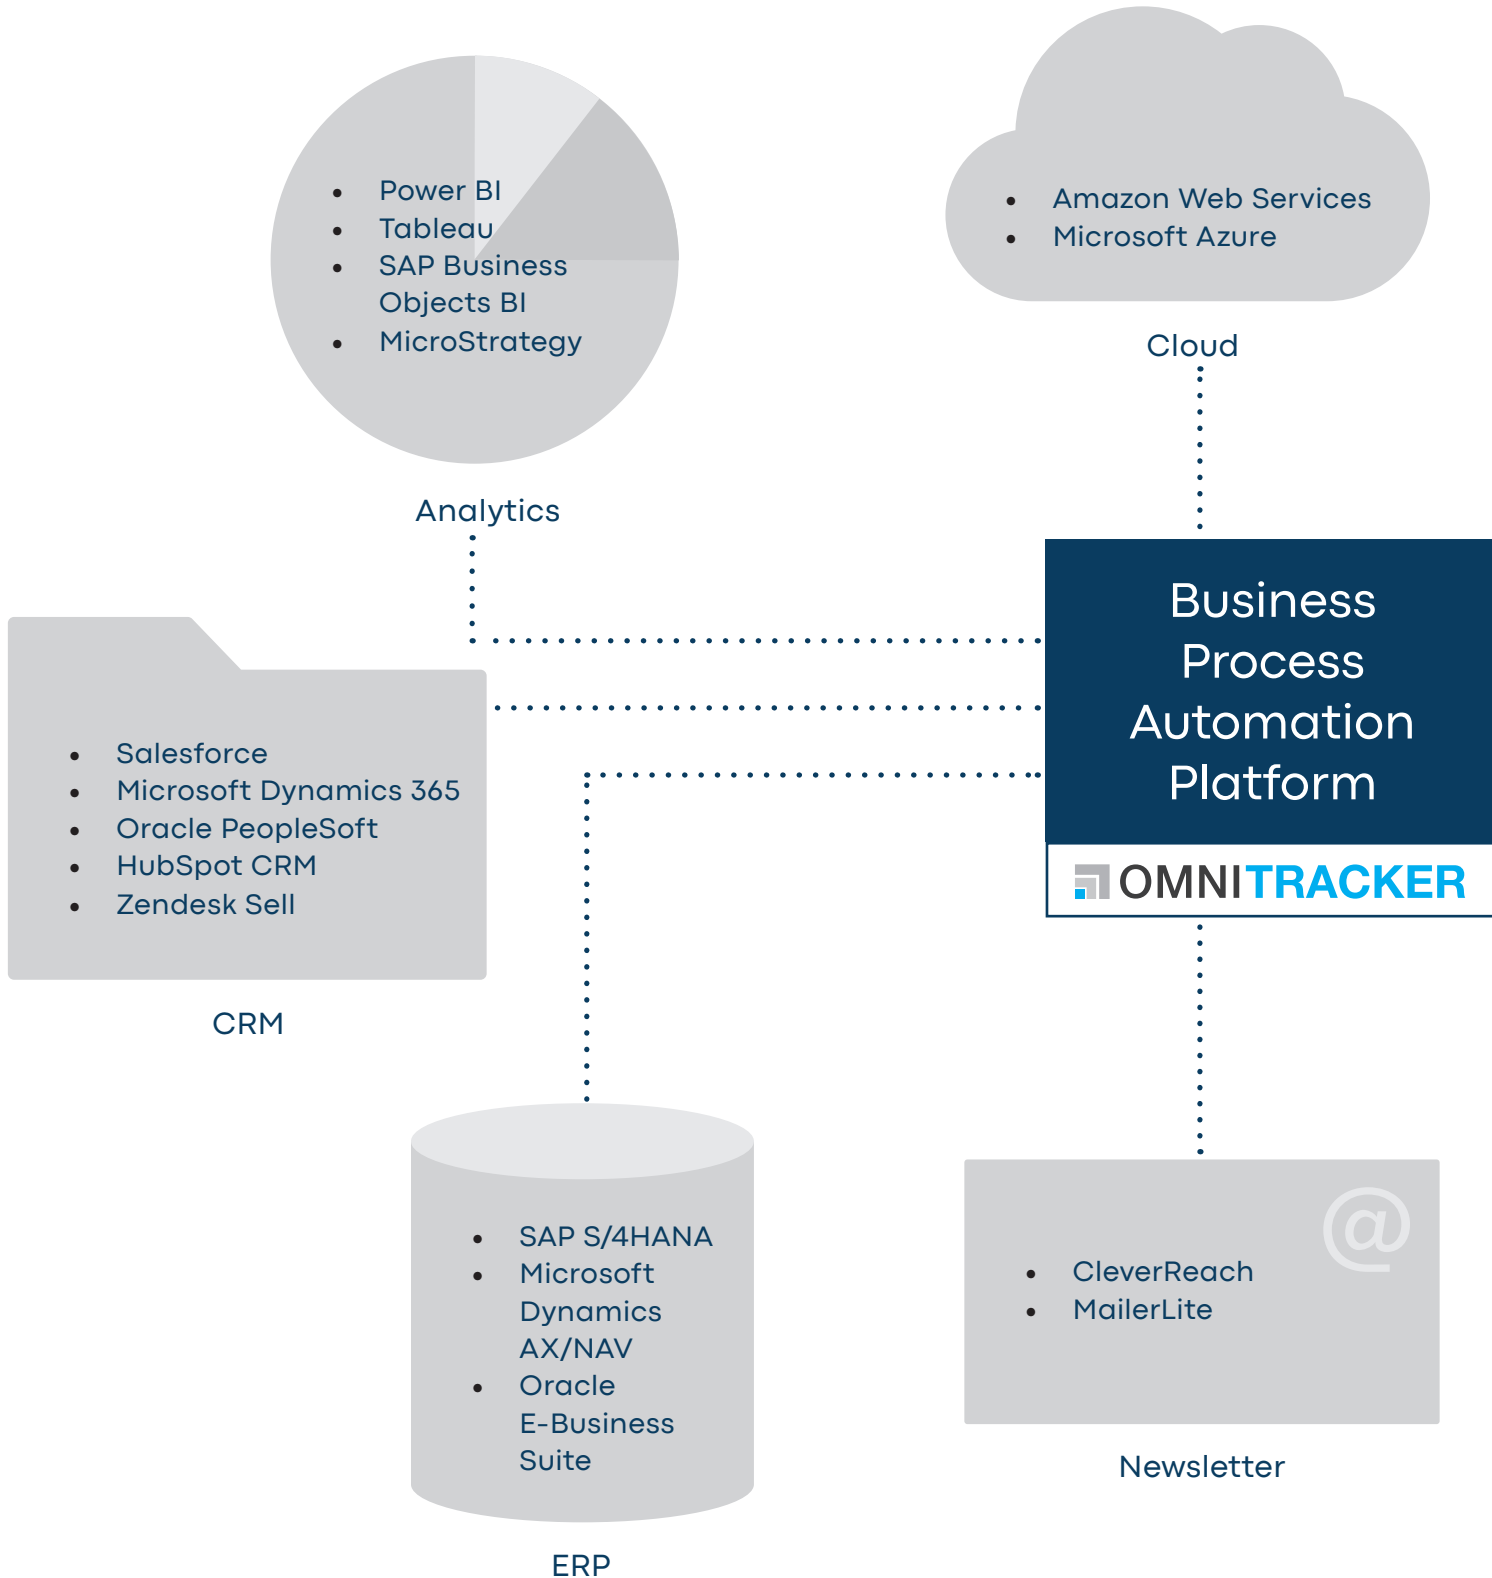 • Power BI
• Tableau
• SAP Business
Objects BI
• MicroStrategy
Analytics
• Amazon Web Services
• Microsoft Azure
Cloud
Business
Process
Automation
Platform
OMNITRACKER
• Salesforce
• Microsoft Dynamics 365
• Oracle PeopleSoft
• HubSpot CRM
• Zendesk Sell
CRM
• SAP S/4HANA
• Microsoft
Dynamics
AX/NAV
• Oracle
E-Business
Suite
ERP
@
• CleverReach
• MailerLite
Newsletter